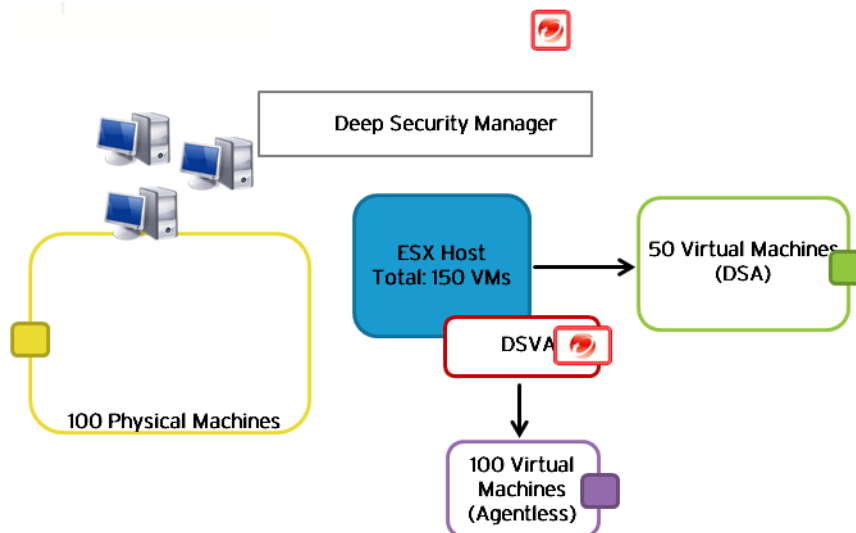 Deep Security Manager
ESX Host
Total: 150 VMs
50 Virtual Machines
(DSA)
DSVA
100 Physical Machines
100 Virtual
Machines
(Agentless)